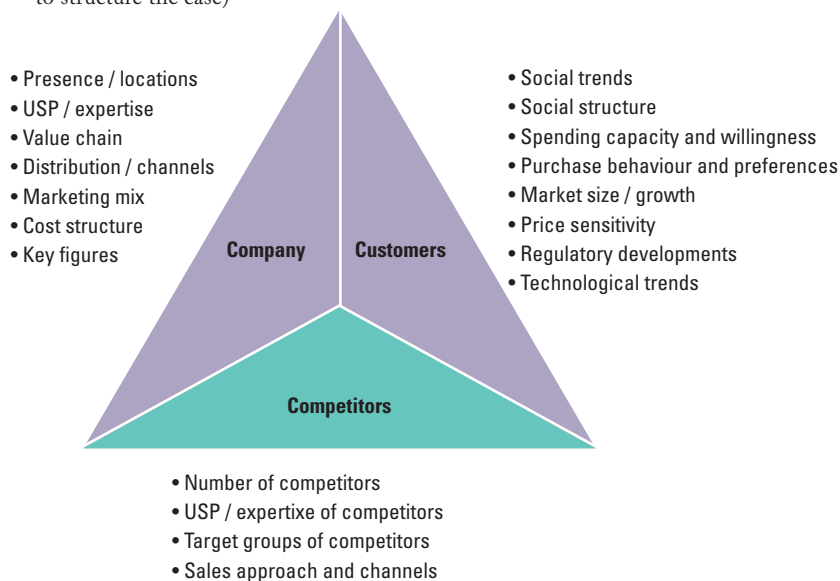 to structure the case)
• Presence / locations
• USP / expertise
• Value chain
• Distribution / channels
• Marketing mix
• Cost structure
• Key figures
Company
Customers
• Social trends
• Social structure
• Spending capacity and willingness
• Purchase behaviour and preferences
• Market size / growth
• Price sensitivity
• Regulatory developments
• Technological trends
Competitors
• Number of competitors
• USP / expertixe of competitors
• Target groups of competitors
• Sales approach and channels